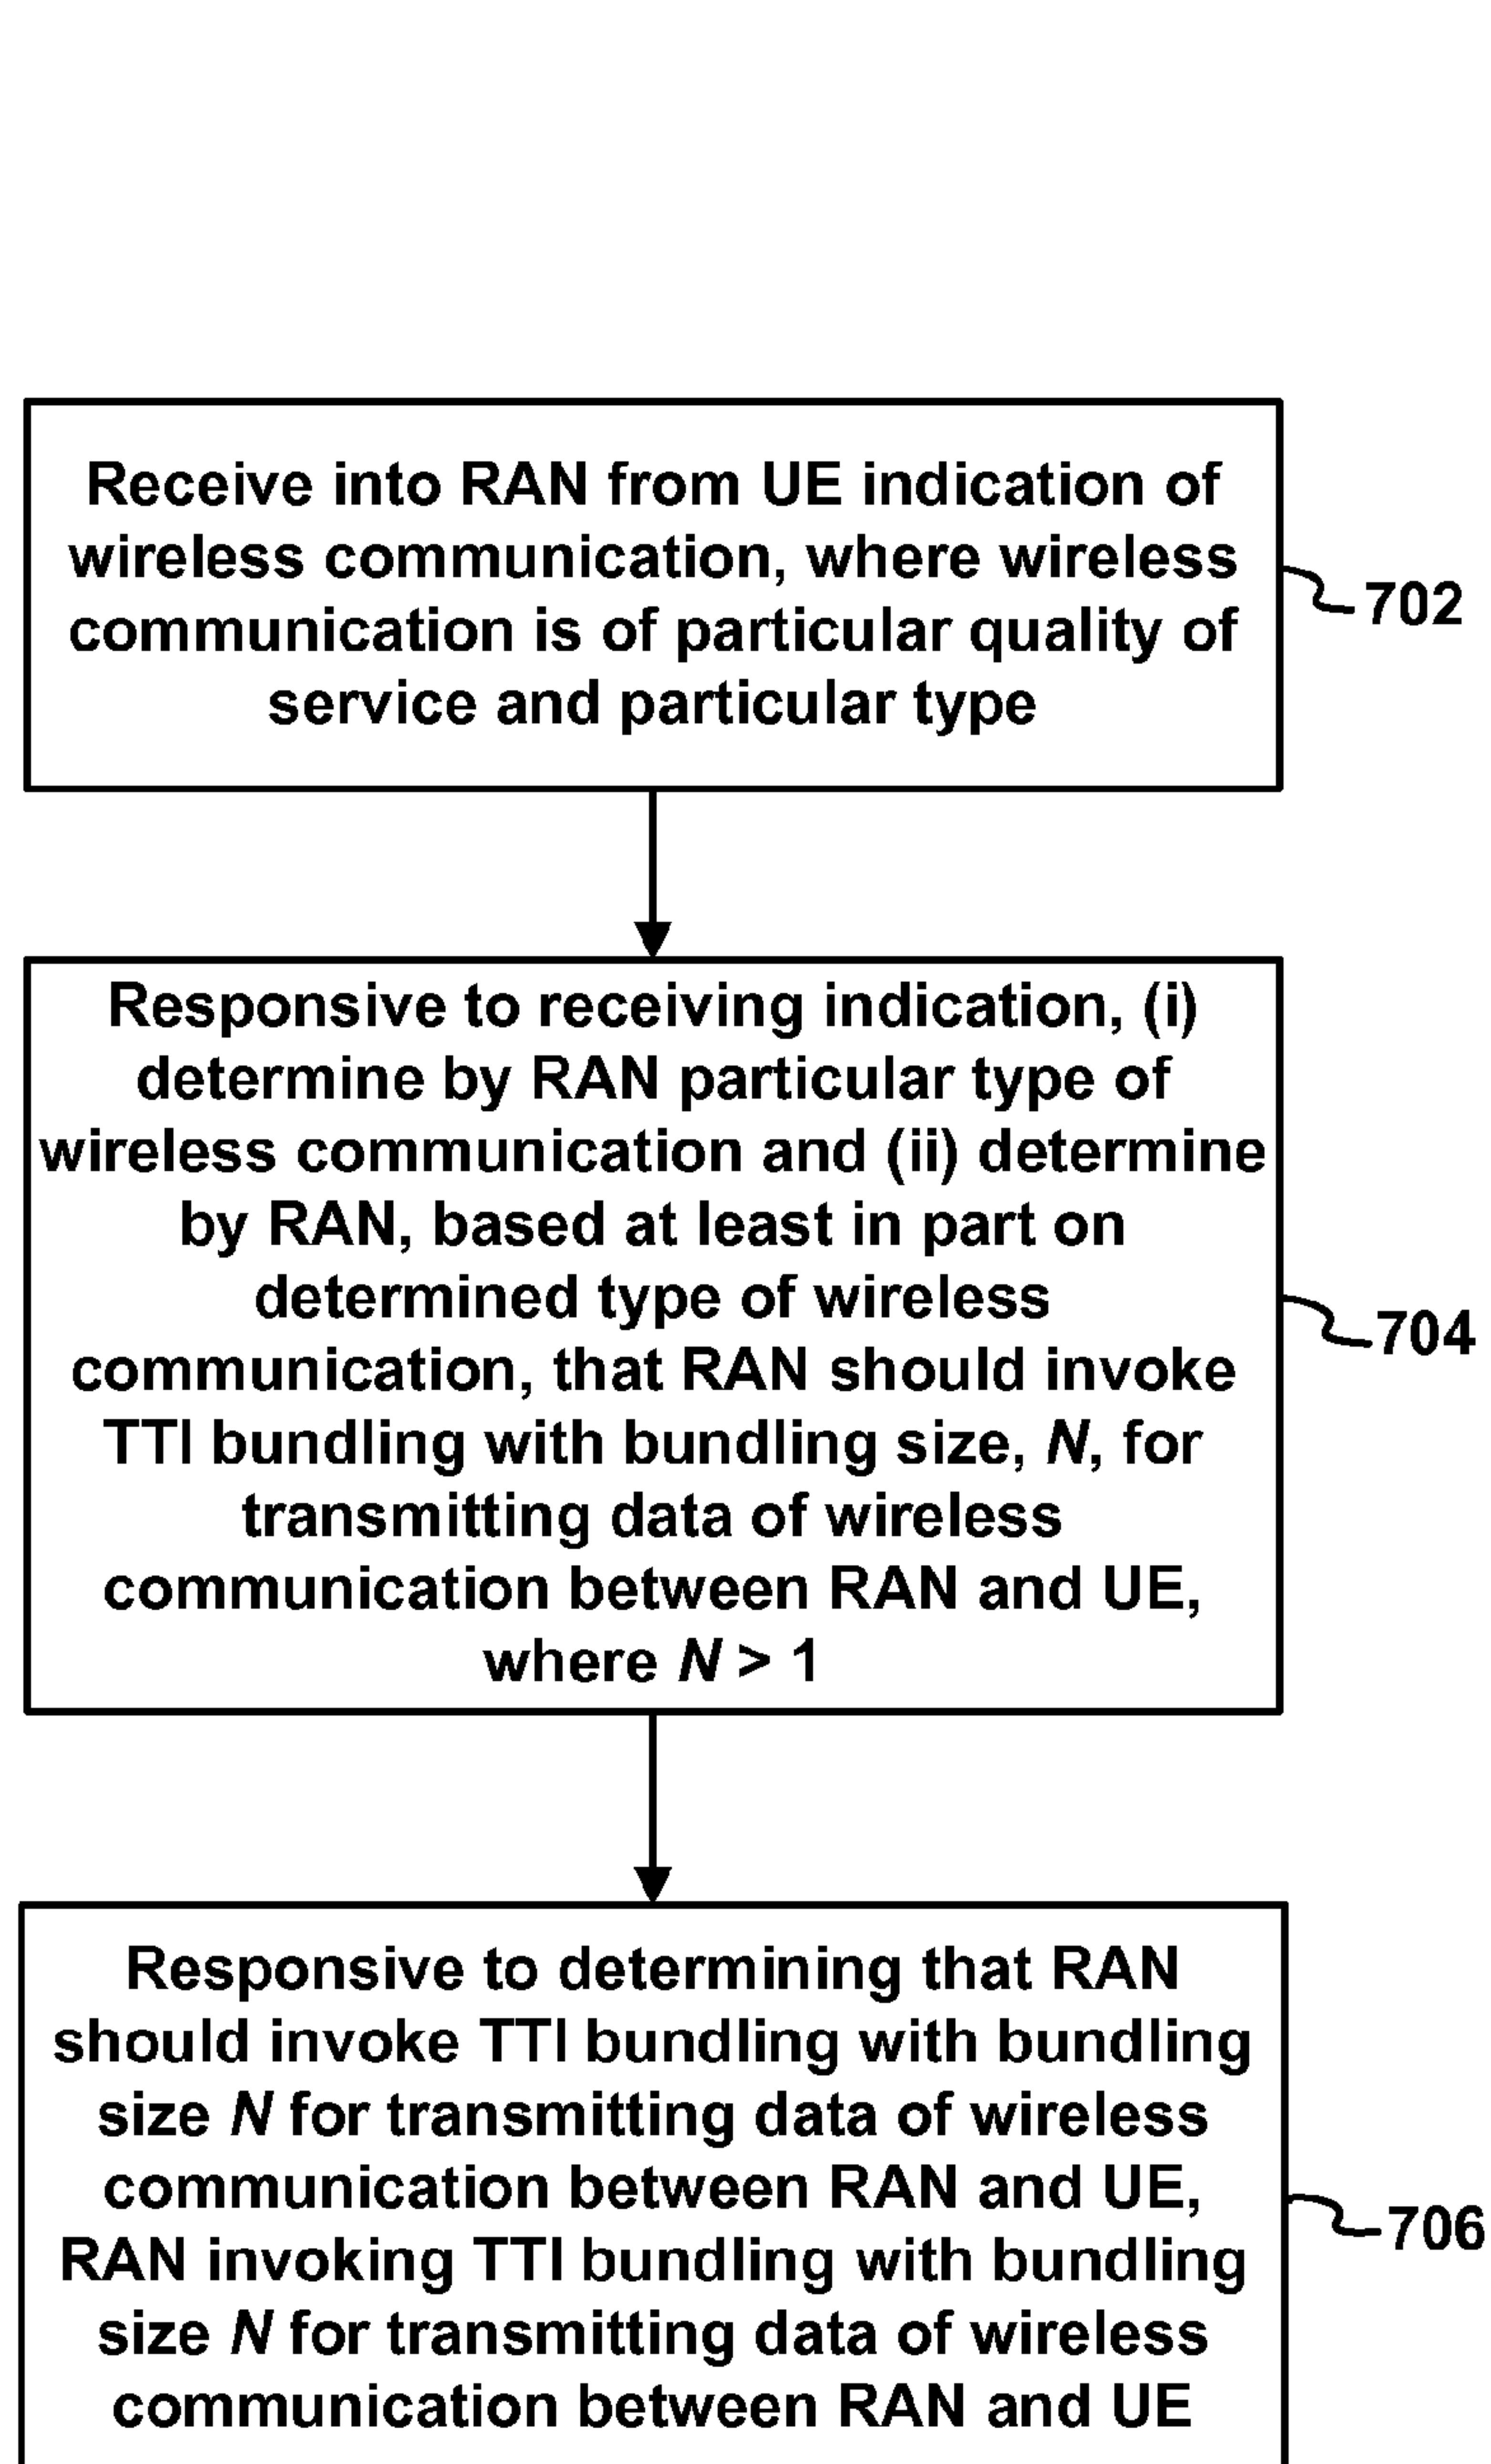 Receive into RAN from UE indication of
wireless communication, where wireless
communication is of particular quality of
service and particular type
702
Responsive to receiving indication, (i)
determine by RAN particular type of
wireless communication and (ii) determine
by RAN, based at least in part on
determined type of wireless
communication, that RAN should invoke
TTI bundling with bundling size, N, for
transmitting data of wireless
communication between RAN and UE,
where N > 1
704
Responsive to determining that RAN
should invoke TTI bundling with bundling
size N for transmitting data of wireless
communication between RAN and UE,
RAN invoking TTI bundling with bundling
size N for transmitting data of wireless
communication between RAN and UE
706